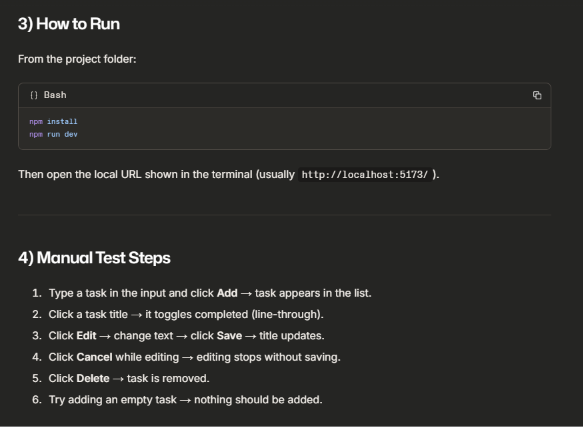 3) How to Run
From the project folder:
{} Bash
npm install
npm run dev
Then open the local URL shown in the terminal (usually http://localhost:5173/ ).
4) Manual Test Steps
1. Type a task in the input and click Add → task appears in the list.
2. Click a task title → it toggles completed (line-through).
3. Click Edit → change text → click Save → title updates.
4. Click Cancel while editing → editing stops without saving.
5. Click Delete → task is removed.
6. Try adding an empty task → nothing should be added.